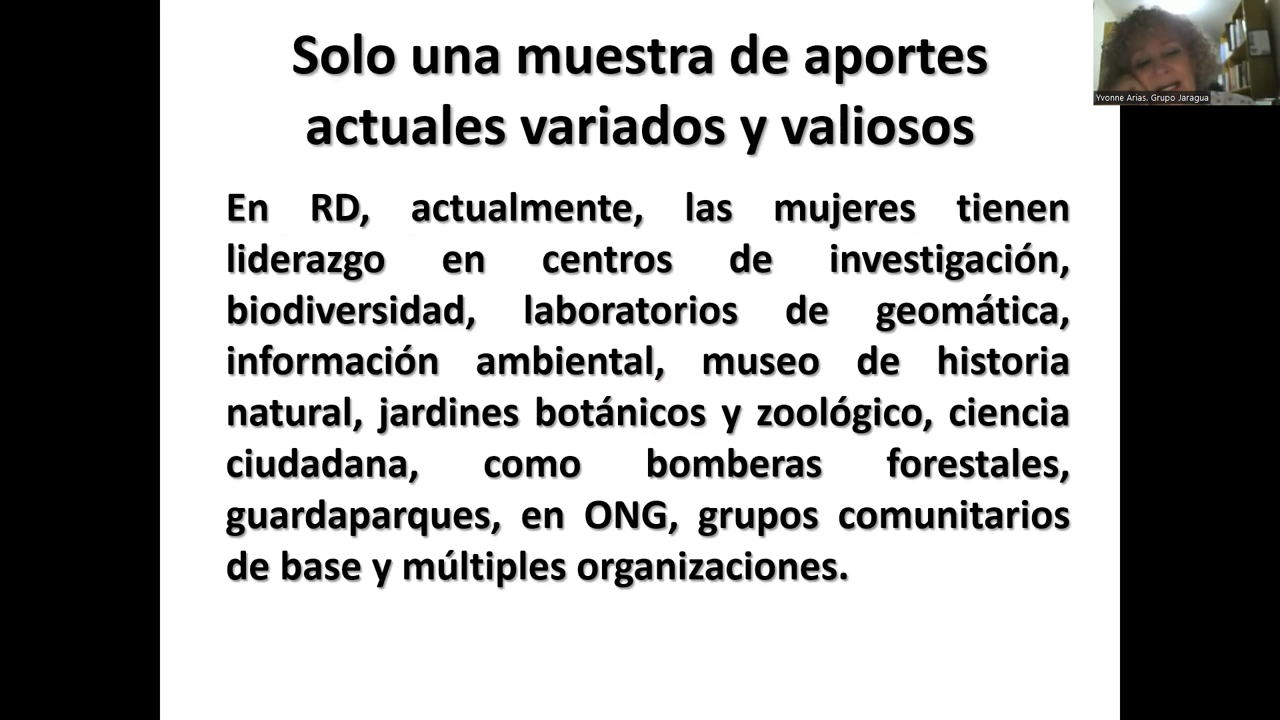 Solo una muestra de aportes
actuales variados y valiosos
Yvonne Arias. Grupo Jaragua
En RD, actualmente, las mujeres tienen
liderazgo en centros de investigación,
biodiversidad, laboratorios de geomática,
información ambiental, museo de historia
natural, jardines botánicos y zoológico, ciencia
ciudadana, como bomberas forestales,
guardaparques, en ONG, grupos comunitarios
de base y múltiples organizaciones.